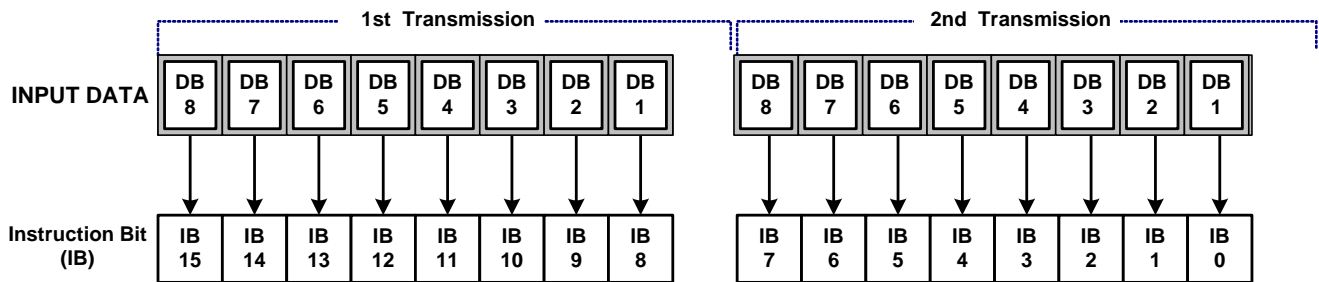 1st Transmission 2nd Transmission
INPUT DATA DB 8 DB 7 DB 6 DB 5 DB 4 DB 3 DB 2 DB 1 DB 8 DB 7 DB 6 DB 5 DB 4 DB 3 DB 2 DB 1
Instruction Bit (IB) IB 15 IB 14 IB 13 IB 12 IB 11 IB 10 IB 9 IB 8 IB 7 IB 6 IB 5 IB 4 IB 3 IB 2 IB 1 IB 0